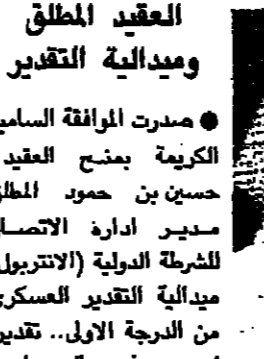 العقيد المطلق
وميدالية التقدير
● صدرت الموافقة السامية
الكريمة بمنح العقيد
حسين بن حمود المطلق
مدير ادارة الاتصال
للشرطة الدولية (الانتربول
ميدالية التقدير العسكري
من الدرجة الاولى.. تقدير